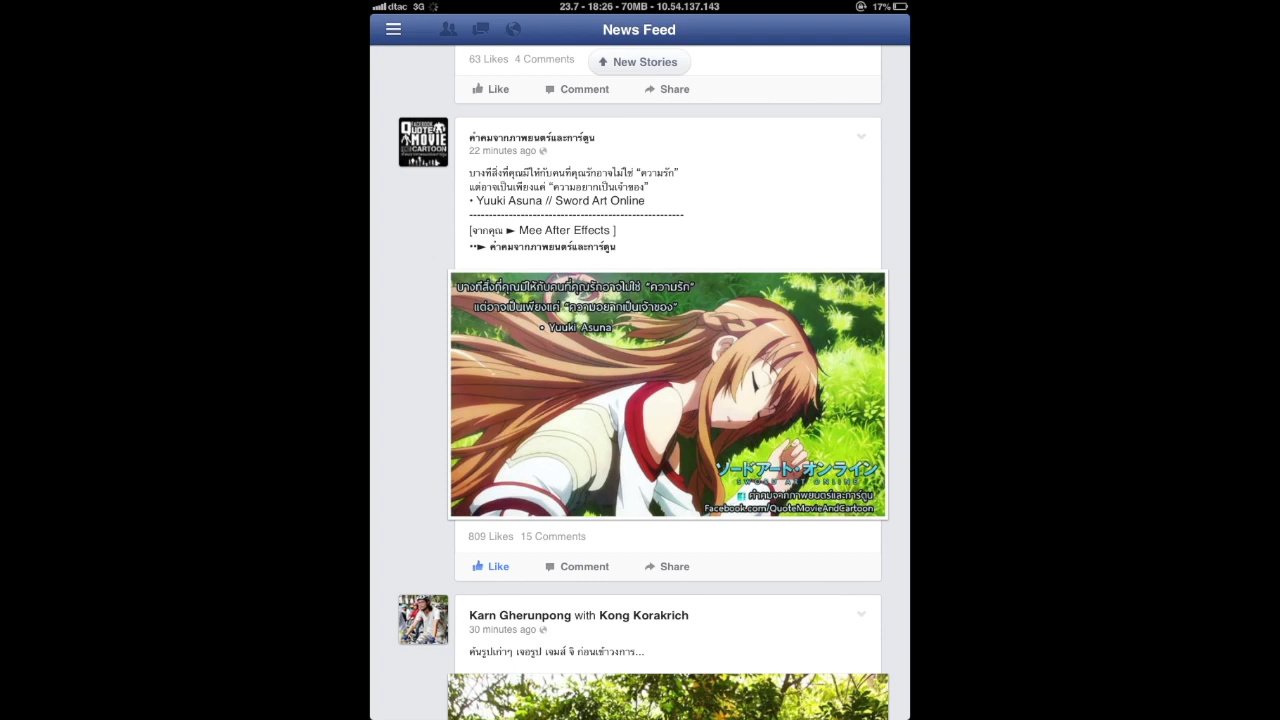 dtac 3G 23.7 - 18:26 - 70MB - 10.54.137.143 17%
News Feed
63 Likes 4 Comments
New Stories
Like Comment Share
FACEBOOK
QUOTE
MOVIE
CARTOON
คำคมจากภาพยนตร์และการ์ตูน
22 minutes ago
บางทีสิ่งที่คุณมีให้กับคนที่คุณรักอาจไม่ใช่ “ความรัก”
แต่อาจเป็นเพียงแค่ “ความอยากเป็นเจ้าของ”
• Yuuki Asuna // Sword Art Online
------------------------------------------------------
[จากคุณ ► Mee After Effects ]
••► คำคมจากภาพยนตร์และการ์ตูน
บางทีสิ่งที่คุณมีให้กับคนที่คุณรักอาจไม่ใช่ “ความรัก”
แต่อาจเป็นเพียงแค่ “ความอยากเป็นเจ้าของ”
• Yuuki Asuna
ソードアート・オンライン
SWORD ART ONLINE
คำคมจากภาพยนตร์และการ์ตูน
Facebook.com/QuoteMovieAndCartoon
809 Likes 15 Comments
Like Comment Share
Karn Gherunpong with Kong Korakrich
30 minutes ago
ค้นรูปเก่าๆ เจอรูป เจมส์ จิ ก่อนเข้าวงการ...